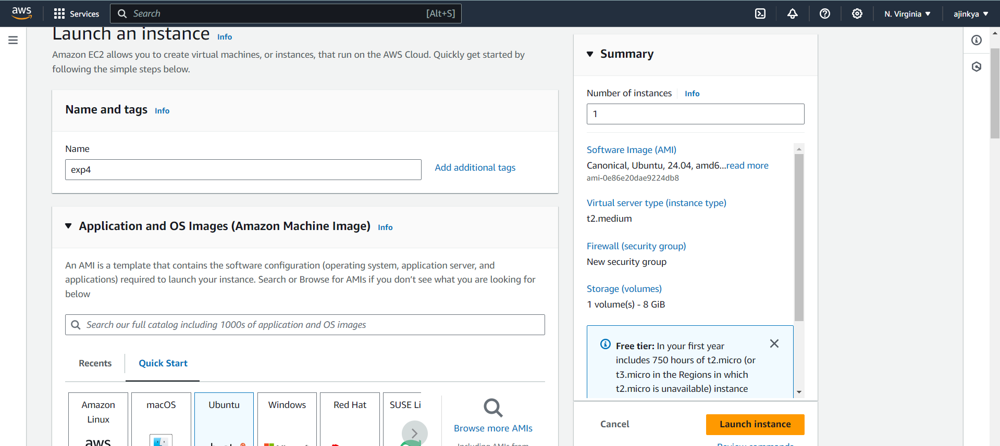 aws
Services
Search
[Alt+S]
N. Virginia
ajinkya
Launch an instance Info
Amazon EC2 allows you to create virtual machines, or instances, that run on the AWS Cloud. Quickly get started by
following the simple steps below.
Name and tags Info
Name
exp4
Add additional tags
Application and OS Images (Amazon Machine Image) Info
An AMI is a template that contains the software configuration (operating system, application server, and
applications) required to launch your instance. Search or Browse for AMIs if you don’t see what you are looking for
below
Search our full catalog including 1000s of application and OS images
Recents
Quick Start
Amazon
Linux
aws
macOS
Ubuntu
Windows
Red Hat
SUSE Li
Browse more AMIs
Including AMIs from
Summary
Number of instances Info
1
Software Image (AMI)
Canonical, Ubuntu, 24.04, amd6...read more
ami-0e86e20dae9224db8
Virtual server type (instance type)
t2.medium
Firewall (security group)
New security group
Storage (volumes)
1 volume(s) - 8 GiB
Free tier: In your first year
includes 750 hours of t2.micro (or
t3.micro in the Regions in which
t2.micro is unavailable) instance
Cancel
Launch instance
Review commands